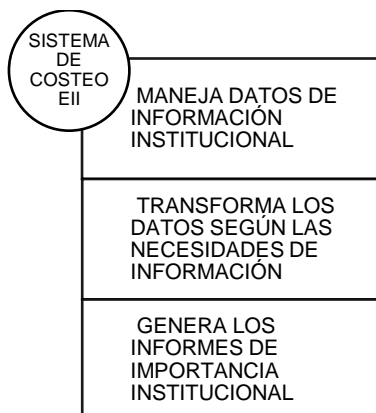 SISTEMA
DE
COSTEO
EII
MANEJA DATOS DE
INFORMACIÓN
INSTITUCIONAL
TRANSFORMA LOS
DATOS SEGÚN LAS
NECESIDADES DE
INFORMACIÓN
GENERA LOS
INFORMES DE
IMPORTANCIA
INSTITUCIONAL